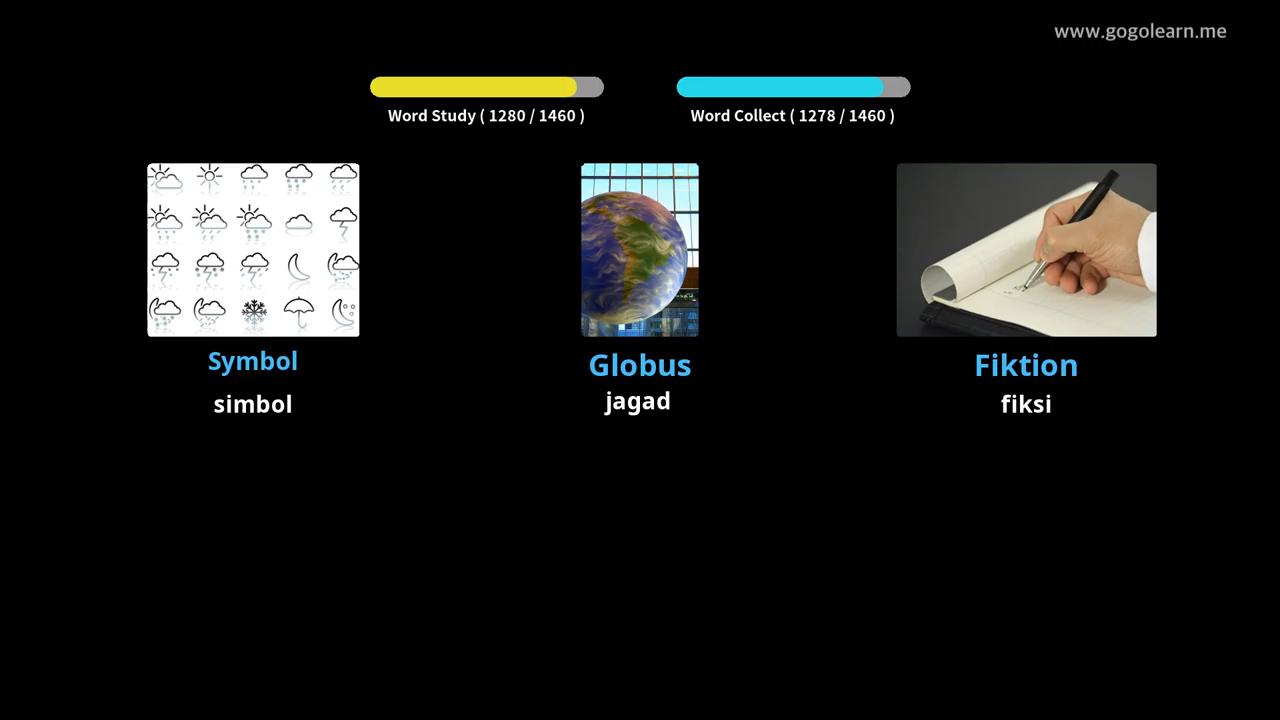 www.gogolearn.me
Word Study ( 1280 / 1460 )
Word Collect ( 1278 / 1460 )
Symbol
simbol
Globus
jagad
Fiktion
fiksi